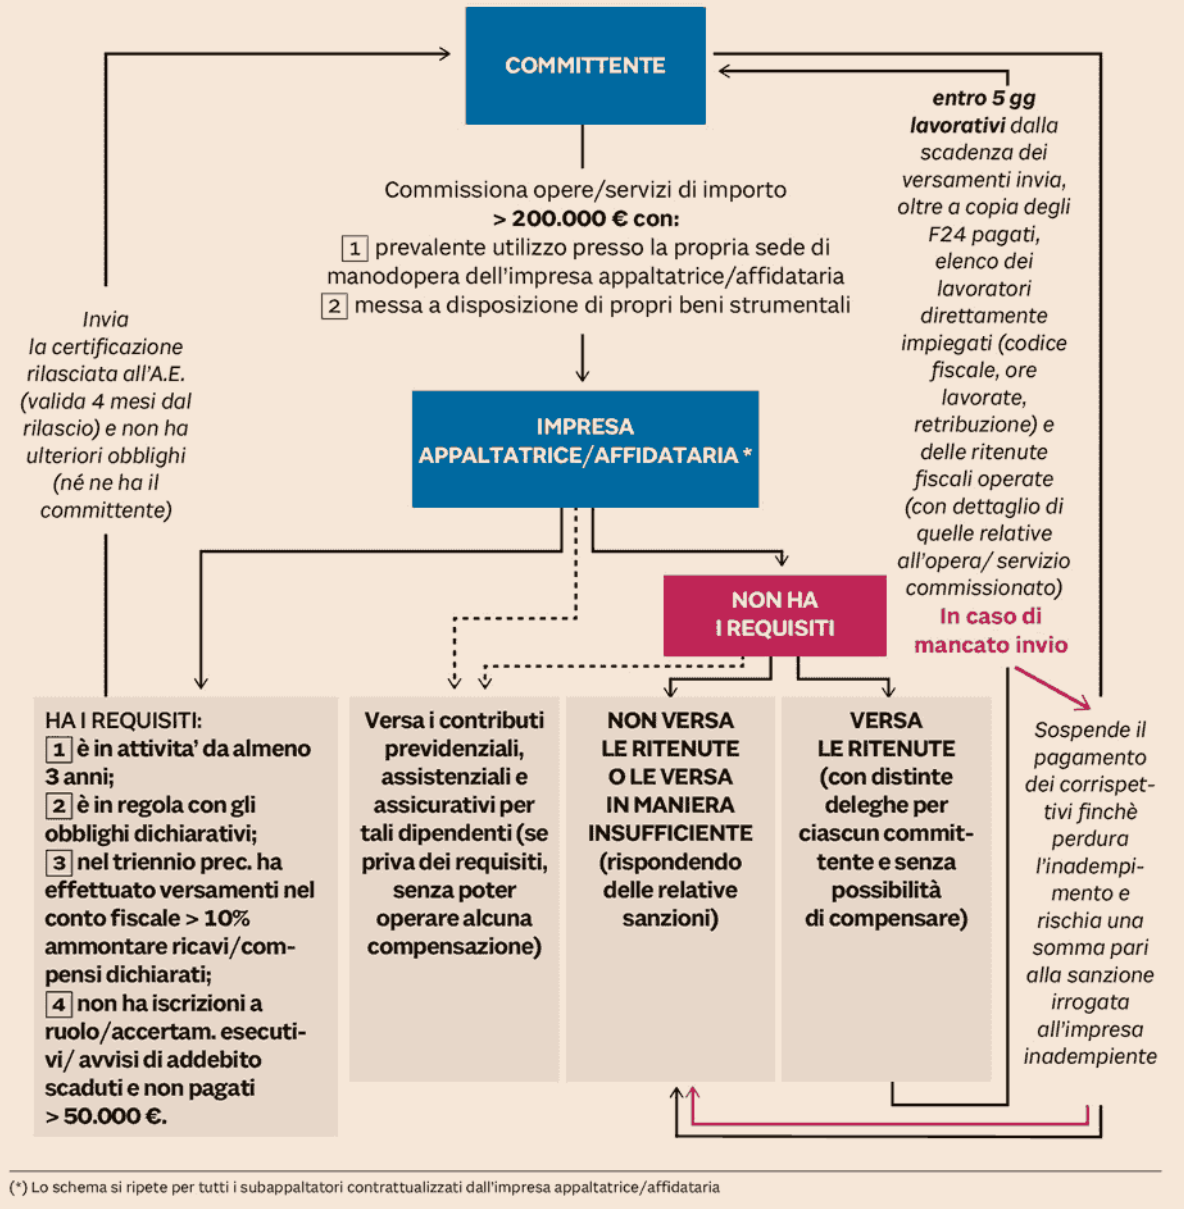 COMMITTENTE
Commissiona opere/servizi di importo
> 200.000 € con:
1 prevalente utilizzo presso la propria sede di
manodopera dell'impresa appaltatrice/affidataria
2 messa a disposizione di propri beni strumentali
Invia
la certificazione
rilasciata all'A.E.
(valida 4 mesi dal
rilascio) e non ha
ulteriori obblighi
(né ne ha il
committente)
entro 5 gg
lavorativi dalla
scadenza dei
versamenti invia,
oltre a copia degli
F24 pagati,
elenco dei
lavoratori
direttamente
impiegati (codice
fiscale, ore
lavorate,
retribuzione) e
delle ritenute
fiscali operate
(con dettaglio di
quelle relative
all'opera/ servizio
commissionato)
In caso di
mancato invio
IMPRESA
APPALTATRICE/AFFIDATARIA *
NON HA
I REQUISITI
HA I REQUISITI:
1 è in attivita' da almeno
3 anni;
2 è in regola con gli
obblighi dichiarativi;
3 nel triennio prec. ha
effettuato versamenti nel
conto fiscale > 10%
ammontare ricavi/com-
pensi dichiarati;
4 non ha iscrizioni a
ruolo/accertam. esecuti-
vi/ avvisi di addebito
scaduti e non pagati
> 50.000 €.
Versa i contributi
previdenziali,
assistenziali e
assicurativi per
tali dipendenti (se
priva dei requisiti,
senza poter
operare alcuna
compensazione)
NON VERSA
LE RITENUTE
O LE VERSA
IN MANIERA
INSUFFICIENTE
(rispondendo
delle relative
sanzioni)
VERSA
LE RITENUTE
(con distinte
deleghe per
ciascun commit-
tente e senza
possibilità
di compensare)
Sospende il
pagamento
dei corrispet-
tivi finchè
perdura
l'inadempi-
mento e
rischia una
somma pari
alla sanzione
irrogata
all'impresa
inadempiente
(*) Lo schema si ripete per tutti i subappaltatori contrattualizzati dall'impresa appaltatrice/affidataria